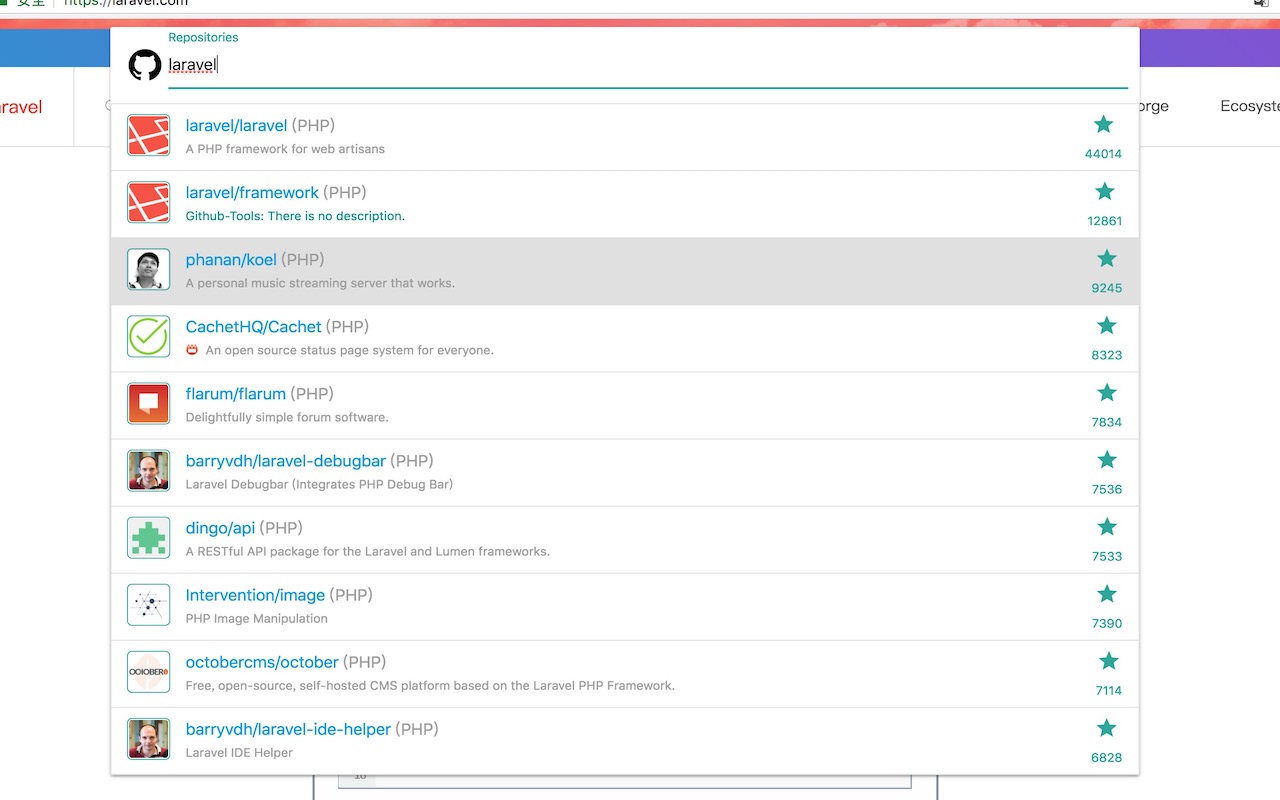 安全 https://laravel.com
Repositories
laravel
laravel orge Ecosyste
laravel/laravel (PHP)
A PHP framework for web artisans
44014
laravel/framework (PHP)
Github-Tools: There is no description.
12861
phanan/koel (PHP)
A personal music streaming server that works.
9245
CachetHQ/Cachet (PHP)
📛 An open source status page system for everyone.
8323
flarum/flarum (PHP)
Delightfully simple forum software.
7834
barryvdh/laravel-debugbar (PHP)
Laravel Debugbar (Integrates PHP Debug Bar)
7536
dingo/api (PHP)
A RESTful API package for the Laravel and Lumen frameworks.
7533
Intervention/image (PHP)
PHP Image Manipulation
7390
OCTOBER
octobercms/october (PHP)
Free, open-source, self-hosted CMS platform based on the Laravel PHP Framework.
7114
barryvdh/laravel-ide-helper (PHP)
Laravel IDE Helper
6828